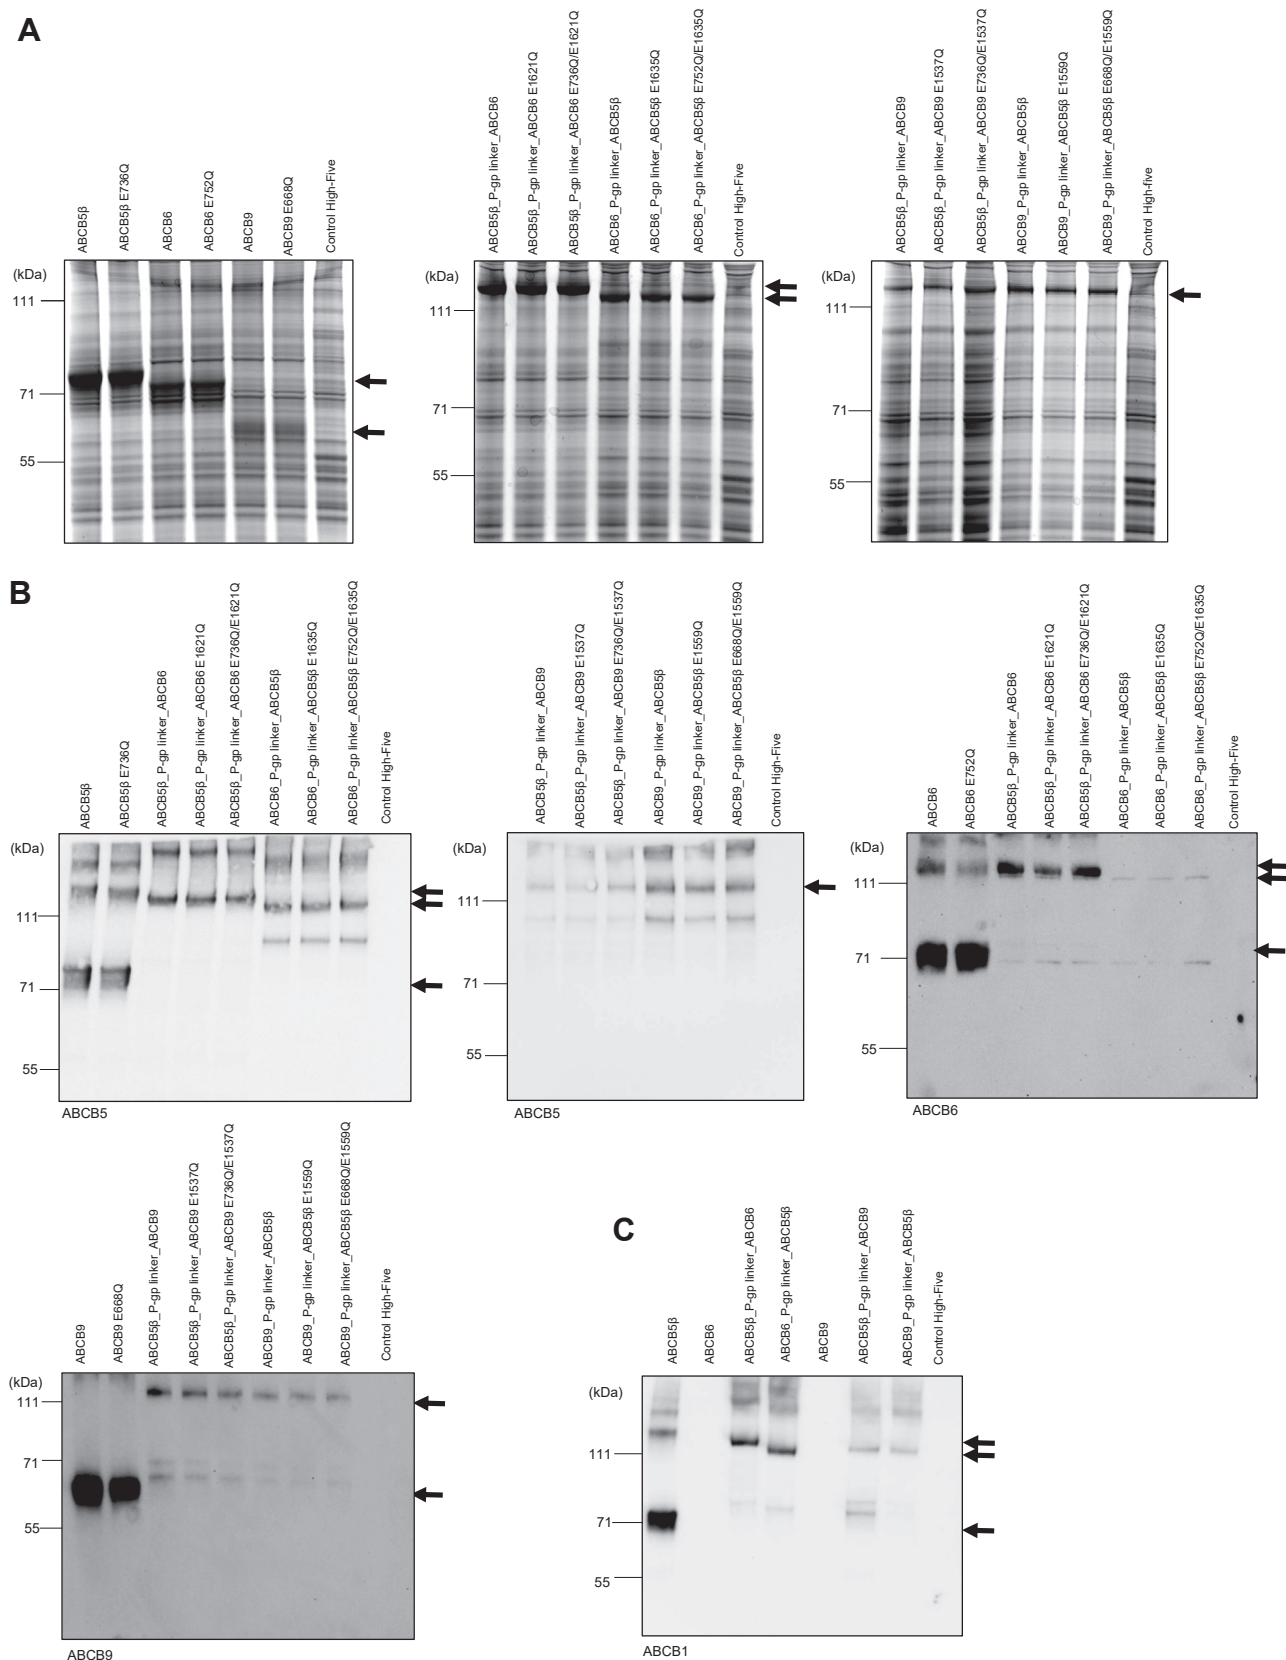 A
ABCB5β
ABCB5β E736Q
ABCB6
ABCB6 E752Q
ABCB9
ABCB9 E668Q
Control High-Five
(kDa)
111
71
55
ABCB5β_P-gp linker_ABCB6
ABCB5β_P-gp linker_ABCB6 E1621Q
ABCB5β_P-gp linker_ABCB6 E736Q/E1621Q
ABCB6_P-gp linker_ABCB5β
ABCB6_P-gp linker_ABCB5β E1635Q
ABCB6_P-gp linker_ABCB5β E752Q/E1635Q
Control High-Five
(kDa)
111
71
55
ABCB5β_P-gp linker_ABCB9
ABCB5β_P-gp linker_ABCB9 E1537Q
ABCB5β_P-gp linker_ABCB9 E736Q/E1537Q
ABCB9_P-gp linker_ABCB5β
ABCB9_P-gp linker_ABCB5β E1559Q
ABCB9_P-gp linker_ABCB5β E668Q/E1559Q
Control High-Five
(kDa)
111
71
55
B
ABCB5β
ABCB5β E736Q
ABCB5β_P-gp linker_ABCB6
ABCB5β_P-gp linker_ABCB6 E1621Q
ABCB5β_P-gp linker_ABCB6 E736Q/E1621Q
ABCB6_P-gp linker_ABCB5β
ABCB6_P-gp linker_ABCB5β E1635Q
ABCB6_P-gp linker_ABCB5β E752Q/E1635Q
Control High-Five
(kDa)
111
71
55
ABCB5
ABCB5β_P-gp linker_ABCB9
ABCB5β_P-gp linker_ABCB9 E1537Q
ABCB5β_P-gp linker_ABCB9 E736Q/E1537Q
ABCB9_P-gp linker_ABCB5β
ABCB9_P-gp linker_ABCB5β E1559Q
ABCB9_P-gp linker_ABCB5β E668Q/E1559Q
Control High-Five
(kDa)
111
71
55
ABCB5
ABCB6
ABCB6 E752Q
ABCB5β_P-gp linker_ABCB6
ABCB5β_P-gp linker_ABCB6 E1621Q
ABCB5β_P-gp linker_ABCB6 E736Q/E1621Q
ABCB6_P-gp linker_ABCB5β
ABCB6_P-gp linker_ABCB5β E1635Q
ABCB6_P-gp linker_ABCB5β E752Q/E1635Q
Control High-Five
(kDa)
111
71
55
ABCB6
ABCB9
ABCB9 E668Q
ABCB5β_P-gp linker_ABCB9
ABCB5β_P-gp linker_ABCB9 E1537Q
ABCB5β_P-gp linker_ABCB9 E736Q/E1537Q
ABCB9_P-gp linker_ABCB5β
ABCB9_P-gp linker_ABCB5β E1559Q
ABCB9_P-gp linker_ABCB5β E668Q/E1559Q
Control High-Five
(kDa)
111
71
55
ABCB9
C
ABCB5β
ABCB6
ABCB5β_P-gp linker_ABCB6
ABCB6_P-gp linker_ABCB5β
ABCB9
ABCB5β_P-gp linker_ABCB9
ABCB9_P-gp linker_ABCB5β
Control High-Five
(kDa)
111
71
55
ABCB1